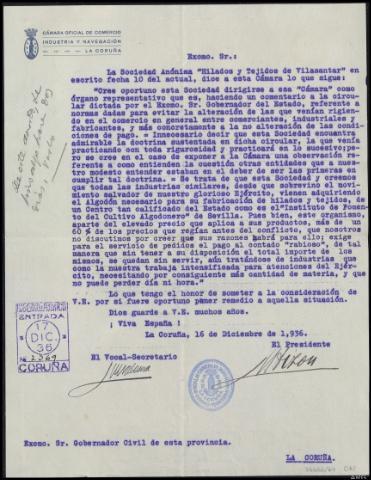 CÁMARA OFICIAL DE COMERCIO
INDUSTRIA Y NAVEGACIÓN
LA CORUÑA
Excmo. Sr.:
La Sociedad Anónima "Hilados y Tejidos de Vilasantar" en
escrito fecha 10 del actual, dice a esta Cámara lo que sigue:
"Cree oportuno esta Sociedad dirigirse a esa "Cámara" como
órgano representativo que es, haciendo un comentario a la circu-
lar dictada por el Excmo. Sr. Gobernador del Estado, referente a
normas dadas para evitar la alteración de las que venían rigien-
do en el comercio en general entre comerciantes, industriales y
fabricantes, y más concretamente a la no alteración de las condicio-
nes de pago. - Innecesario decir que esta Sociedad encuentra
admirable la doctrina sustentada en dicha circular, la que venía
practicando con toda rigurosidad y practicará en lo sucesivo; pe-
ro se cree en el caso de exponer a la Cámara una observación re-
ferente a como entienden la cuestión otras entidades que a nues-
tro modesto entender estaban en el deber de ser las primeras en
cumplir tal doctrina. - Se trata de que esta Sociedad y creemos
que todas las industrias similares, desde que sobrevino el movi-
miento salvador de nuestro glorioso Ejército, vienen adquiriendo
el Algodón necesario para su fabricación de hilados y tejidos, de
un Centro tan calificado del Estado como es el "Instituto de Fomen-
to del Cultivo Algodonero" de Sevilla. Pues bien, este organismo,
aparte del elevado precio que aplica a sus productos, más de un
60 % de los precios que regían antes del conflicto, que nosotros
no discutimos por creer que sus razones habrá para ello; exige
para el servicio de pedidos el pago al contado "rabioso", de tal
manera que sin tener a su disposición el total importe de los
mismos, se quedan sin servir, aún tratándose de industrias como
la nuestra trabaja intensificada para atenciones del Ejér-
cito, necesitando por consiguiente más cantidad de materia, y que
no puede perder día ni hora."
Lo que tengo el honor de someter a la consideración de
V.E. por si fuere oportuno poner remedio a aquella situación.
Dios guarde a V.E. muchos años.
¡ Viva España !
La Coruña, 16 de Diciembre de 1.936.
El Presidente
El Vocal-Secretario
ENTRADA
17
DIC.
36
CORUÑA
Excmo. Sr. Gobernador Civil de esta provincia.
LA CORUÑA.